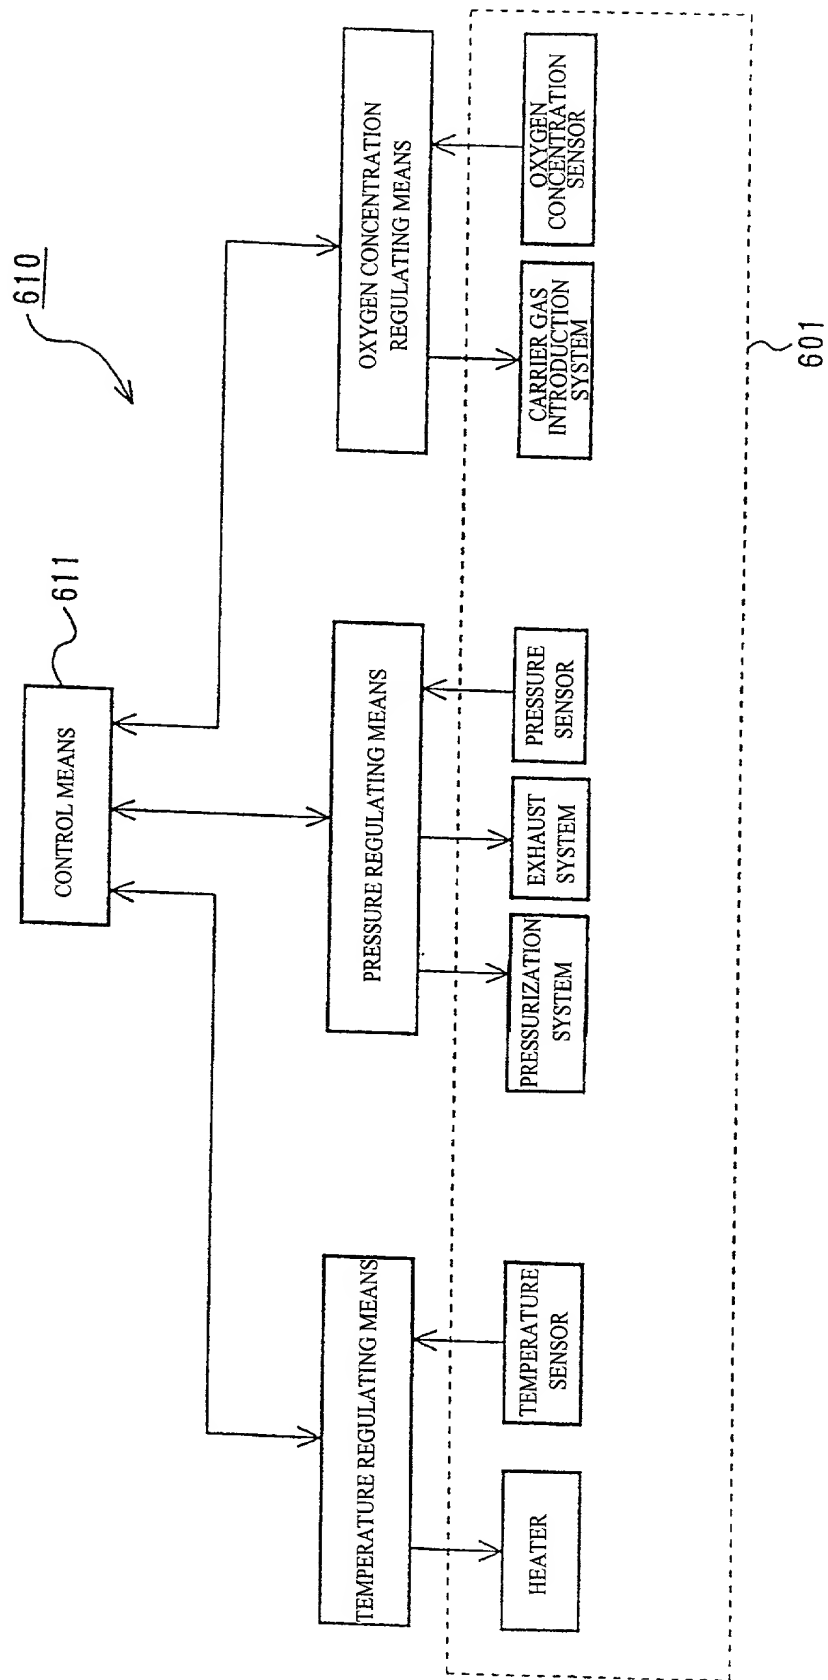 610
CONTROL MEANS
611
TEMPERATURE REGULATING MEANS
PRESSURE REGULATING MEANS
OXYGEN CONCENTRATION
REGULATING MEANS
HEATER
TEMPERATURE
SENSOR
PRESSURIZATION
SYSTEM
EXHAUST
SYSTEM
PRESSURE
SENSOR
CARRIER GAS
INTRODUCTION
SYSTEM
OXYGEN
CONCENTRATION
SENSOR
601